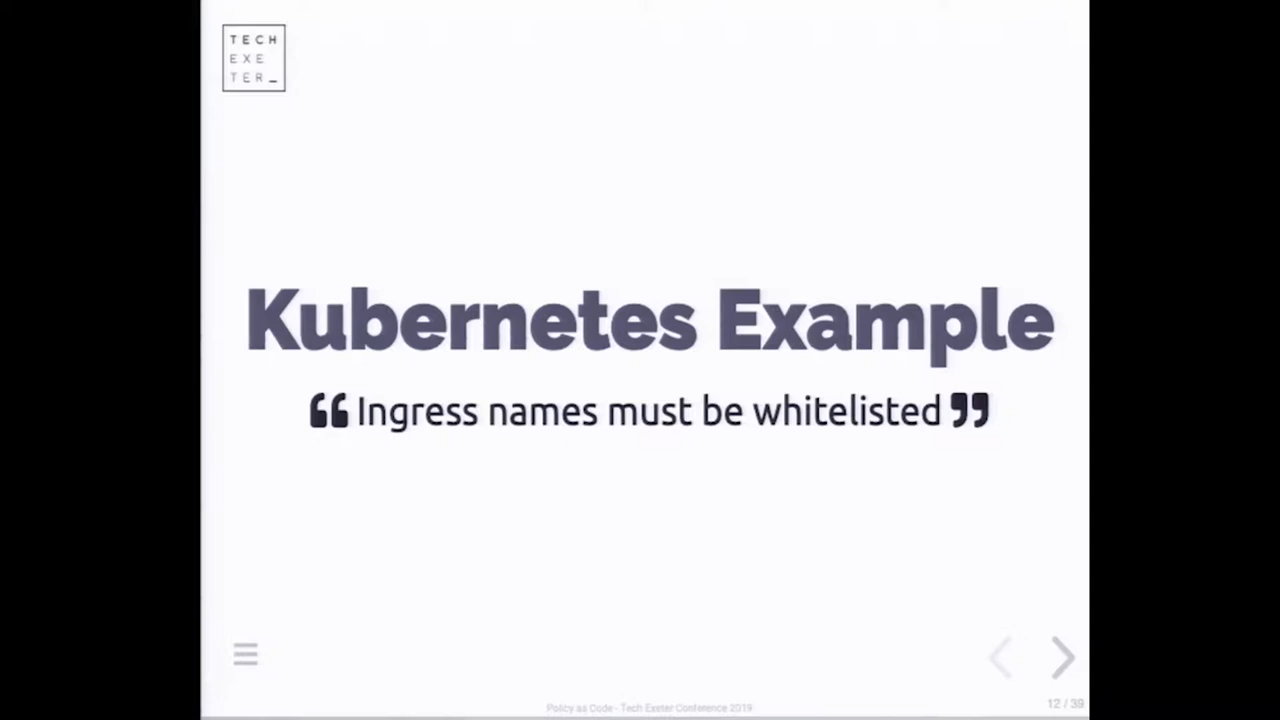 TECH
EXE
TER_
Kubernetes Example
❝ Ingress names must be whitelisted ❞
Policy as Code - Tech Exeter Conference 2019
12 / 39